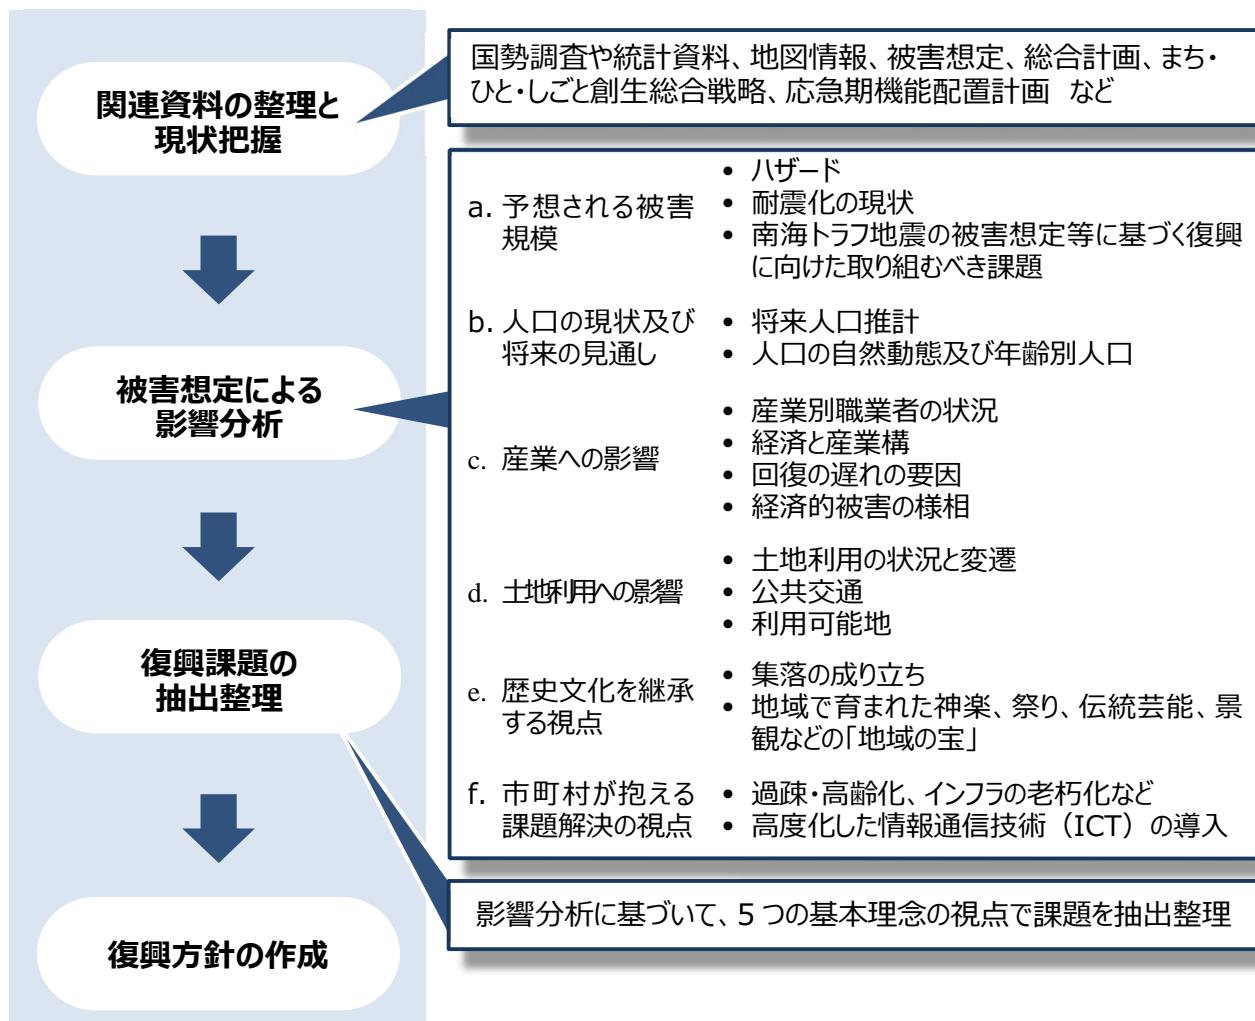 関連資料の整理と
現状把握
国勢調査や統計資料、地図情報、被害想定、総合計画、まち・
ひと・しごと創生総合戦略、応急期機能配置計画 など
被害想定による
影響分析
a. 予想される被害
規模
• ハザード
• 耐震化の現状
• 南海トラフ地震の被害想定等に基づく復興
に向けた取り組むべき課題
b. 人口の現状及び
将来の見通し
• 将来人口推計
• 人口の自然動態及び年齢別人口
c. 産業への影響
• 産業別職業者の状況
• 経済と産業構
• 回復の遅れの要因
• 経済的被害の様相
d. 土地利用への影響
• 土地利用の状況と変遷
• 公共交通
• 利用可能地
e. 歴史文化を継承
する視点
• 集落の成り立ち
• 地域で育まれた神楽、祭り、伝統芸能、景
観などの「地域の宝」
f. 市町村が抱える
課題解決の視点
• 過疎・高齢化、インフラの老朽化など
• 高度化した情報通信技術（ICT）の導入
復興課題の
抽出整理
影響分析に基づいて、5 つの基本理念の視点で課題を抽出整理
復興方針の作成